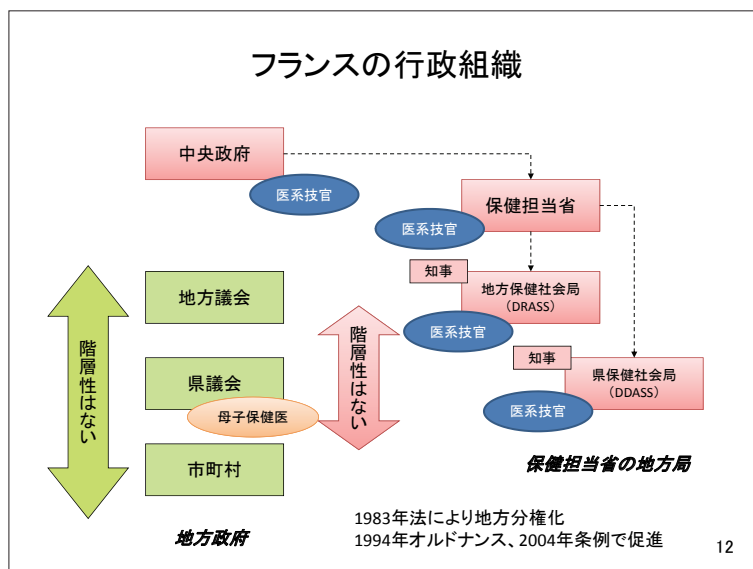 フランスの行政組織
中央政府
医系技官
保健担当省
医系技官
知事
地方保健社会局
（DRASS）
医系技官
知事
県保健社会局
（DDASS）
医系技官
保健担当省の地方局
階層性はない
地方議会
県議会
母子保健医
市町村
地方政府
階層性はない
1983年法により地方分権化
1994年オルドナンス、2004年条例で促進
12